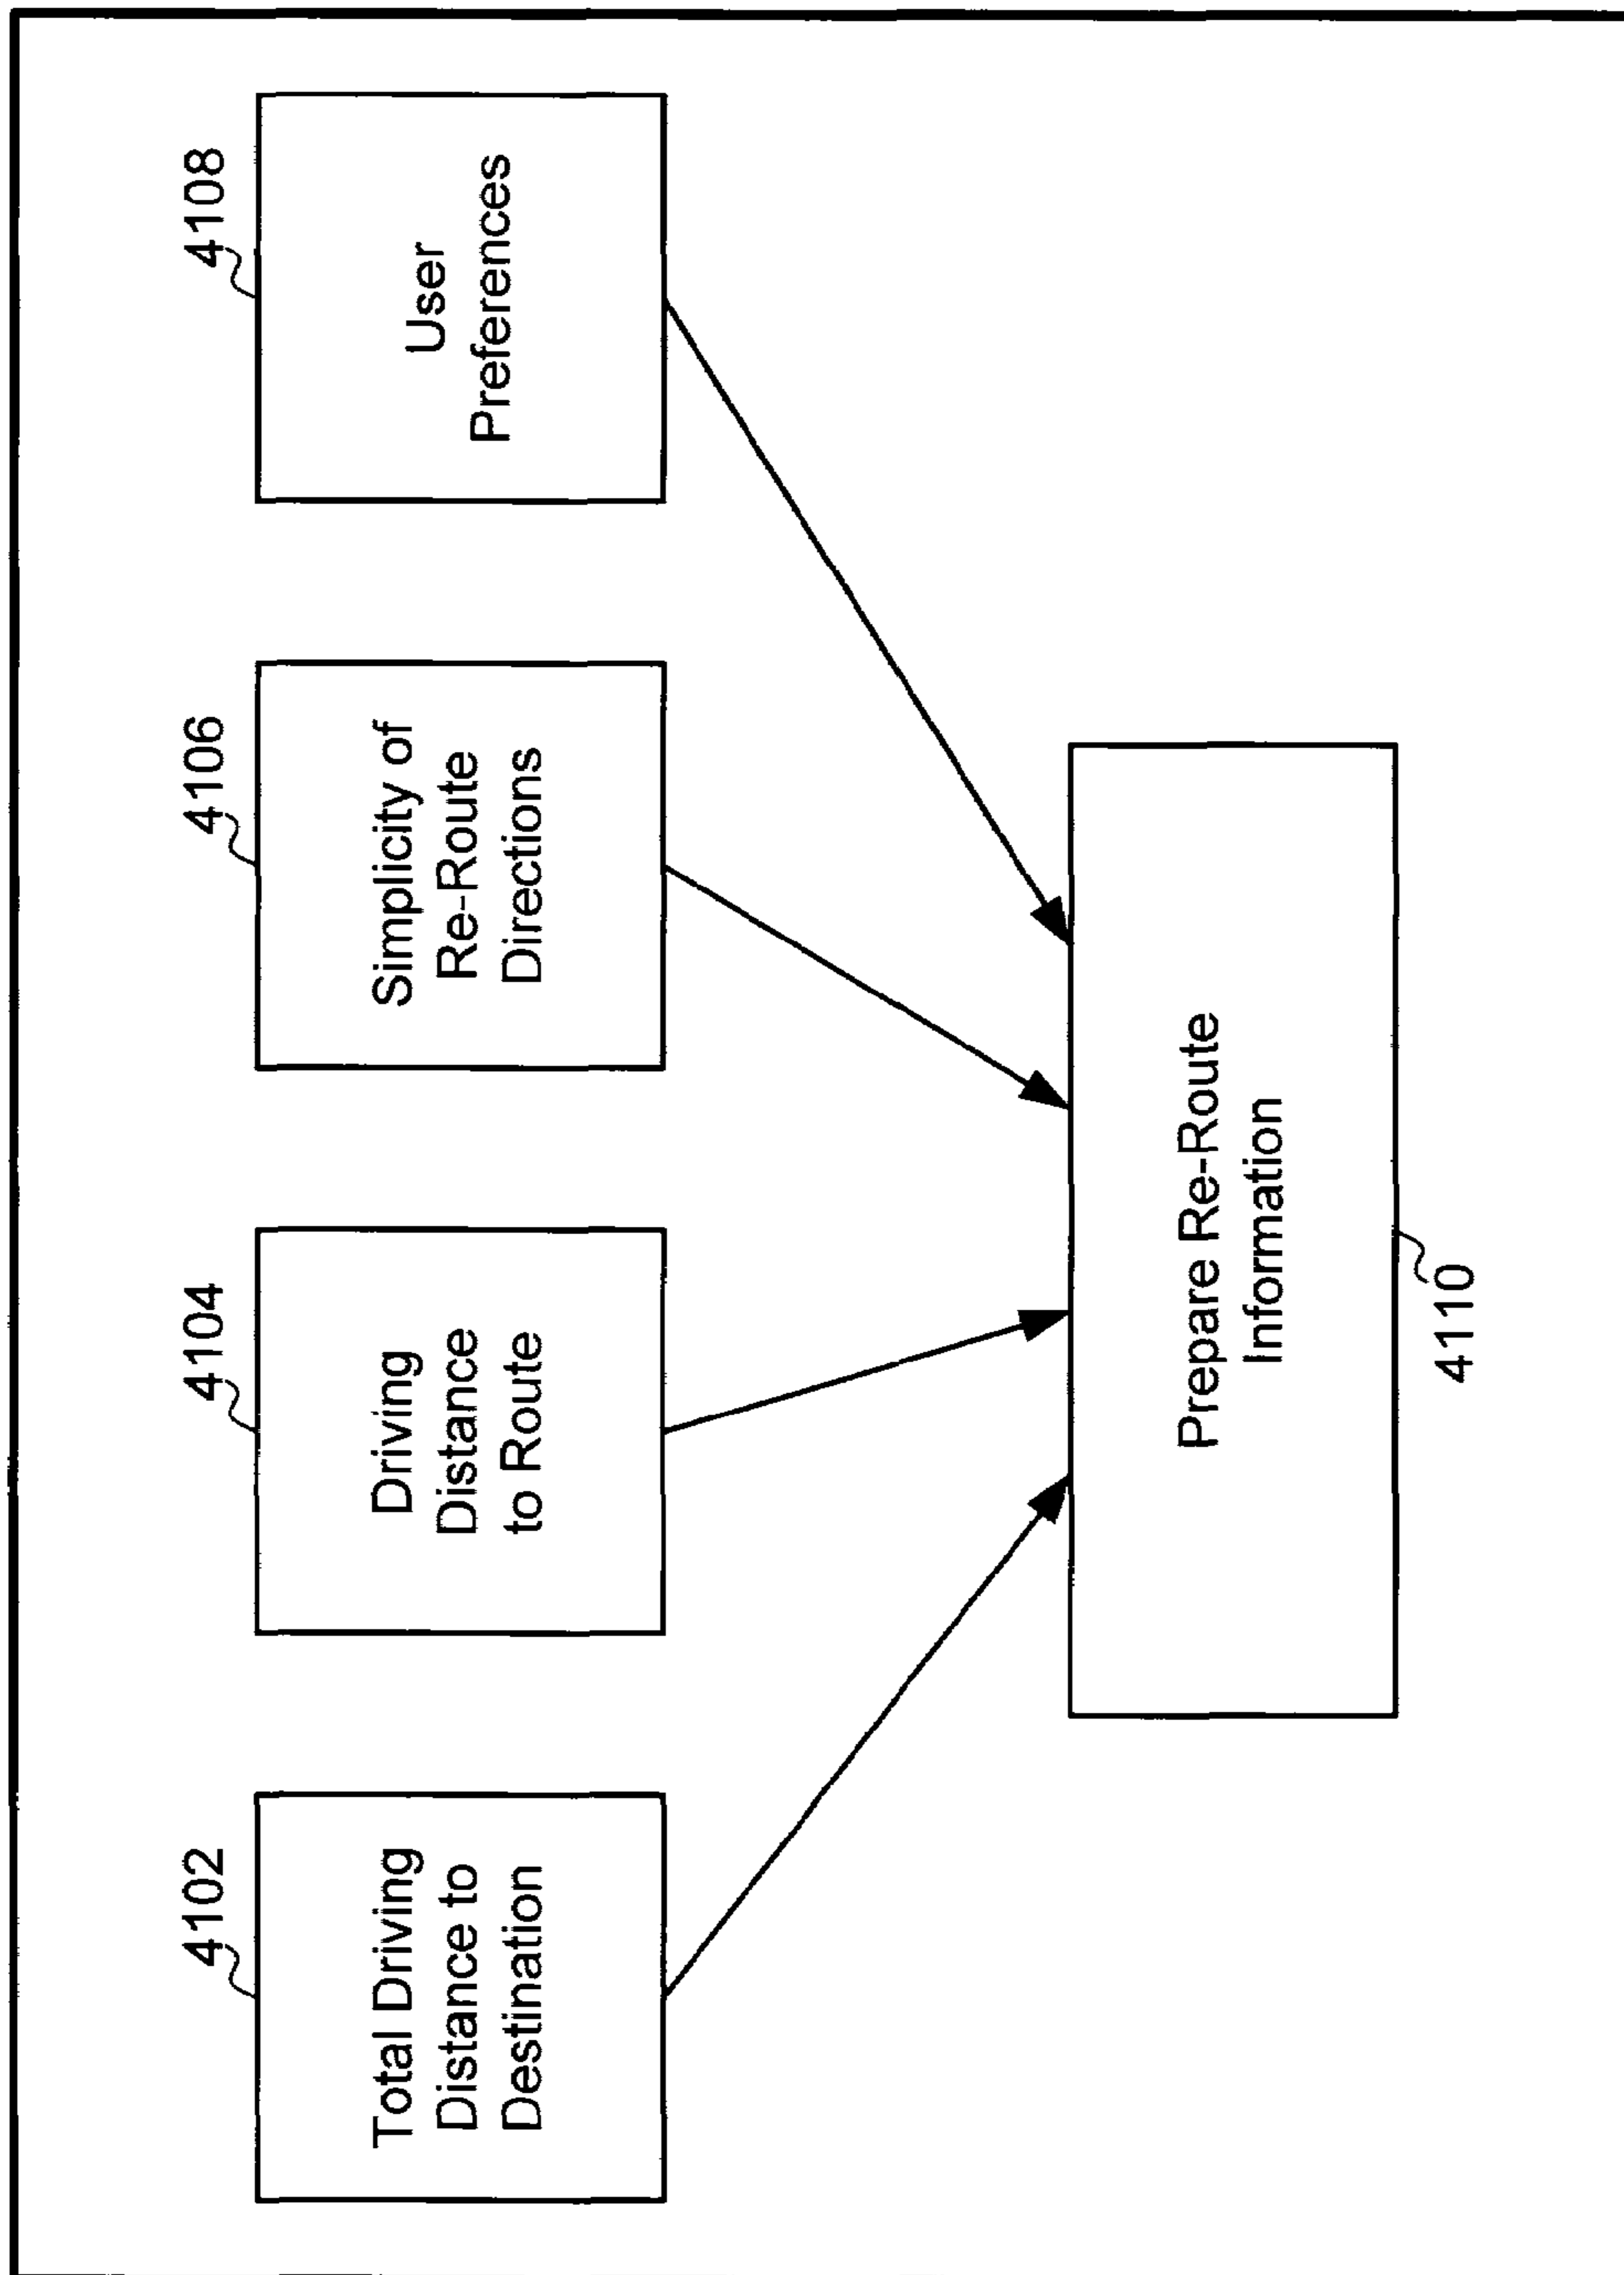 4102
Total Driving
Distance to
Destination
4104
Driving
Distance
to Route
4106
Simplicity of
Re-Route
Directions
4108
User
Preferences
Prepare Re-Route
Information
4110